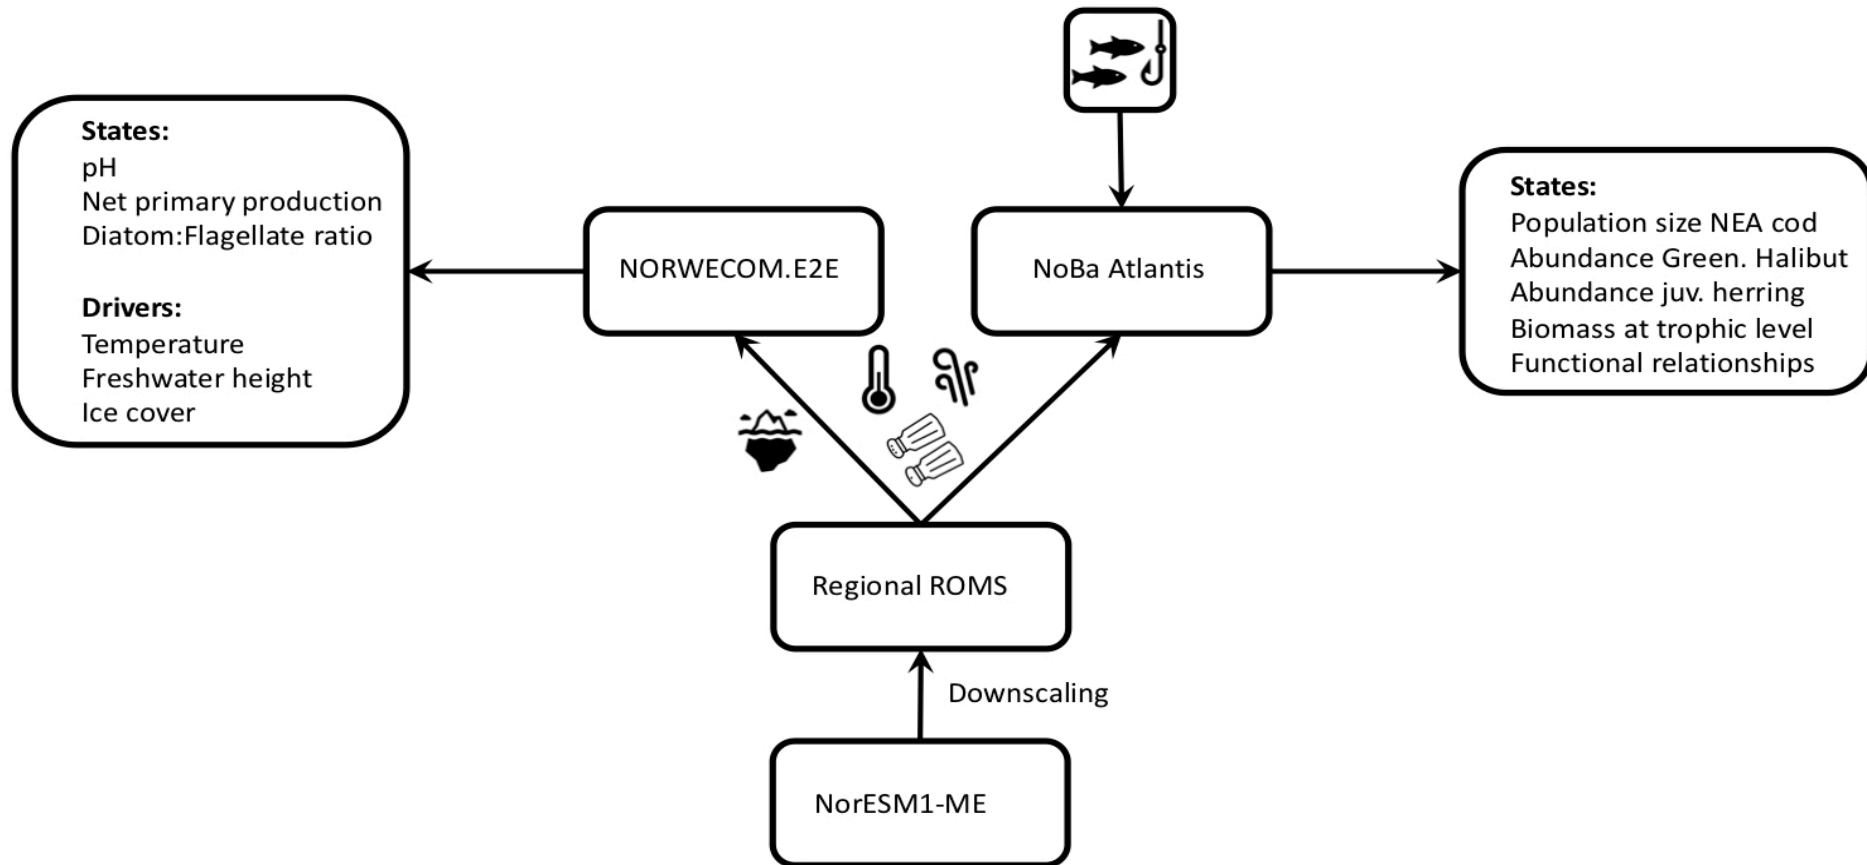 States:
pH
Net primary production
Diatom:Flagellate ratio
Drivers:
Temperature
Freshwater height
Ice cover
NORWECOM.E2E
NoBa Atlantis
States:
Population size NEA cod
Abundance Green. Halibut
Abundance juv. herring
Biomass at trophic level
Functional relationships
Regional ROMS
Downscaling
NorESM1-ME